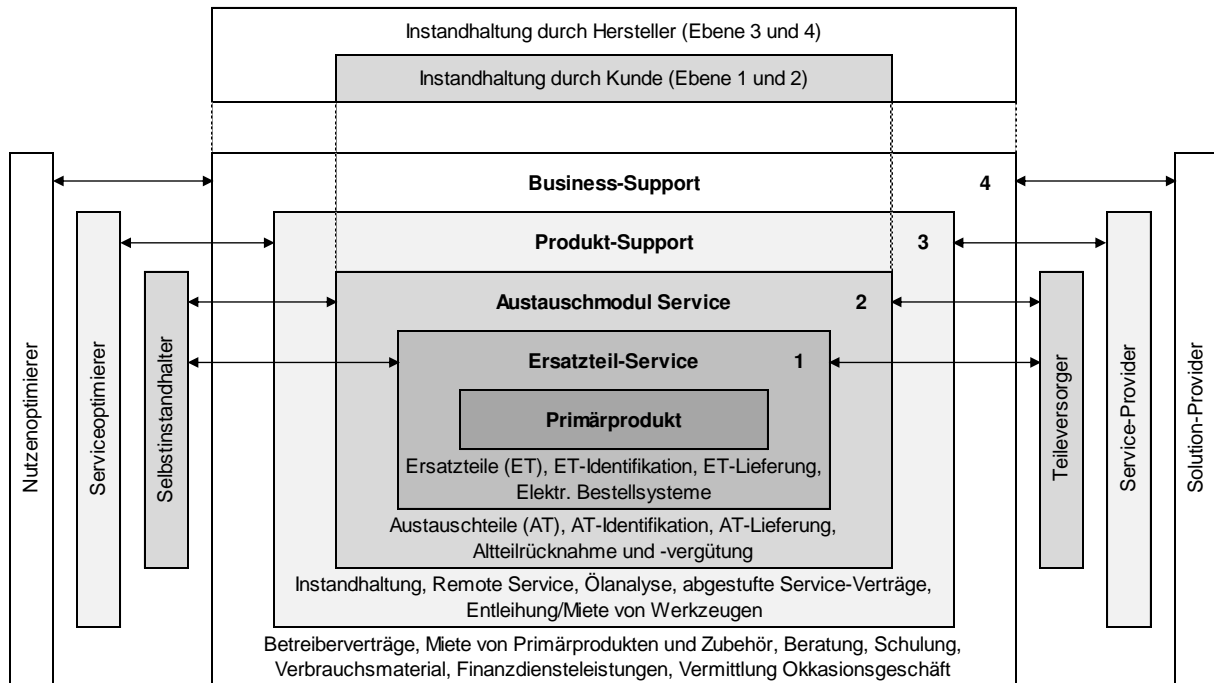 Instandhaltung durch Hersteller (Ebene 3 und 4)
Instandhaltung durch Kunde (Ebene 1 und 2)
Business-Support 4
Produkt-Support 3
Austauschmodul Service 2
Ersatzteil-Service 1
Primärprodukt
Ersatzteile (ET), ET-Identifikation, ET-Lieferung,
Elektr. Bestellsysteme
Austauschteile (AT), AT-Identifikation, AT-Lieferung,
Altteilrücknahme und -vergütung
Instandhaltung, Remote Service, Ölanalyse, abgestufte Service-Verträge,
Entleihung/Miete von Werkzeugen
Betreiberverträge, Miete von Primärprodukten und Zubehör, Beratung, Schulung,
Verbrauchsmaterial, Finanzdiensteleistungen, Vermittlung Okkasionsgeschäft
Nutzenoptimierer
Serviceoptimierer
Selbstinstandhalter
Teileversorger
Service-Provider
Solution-Provider